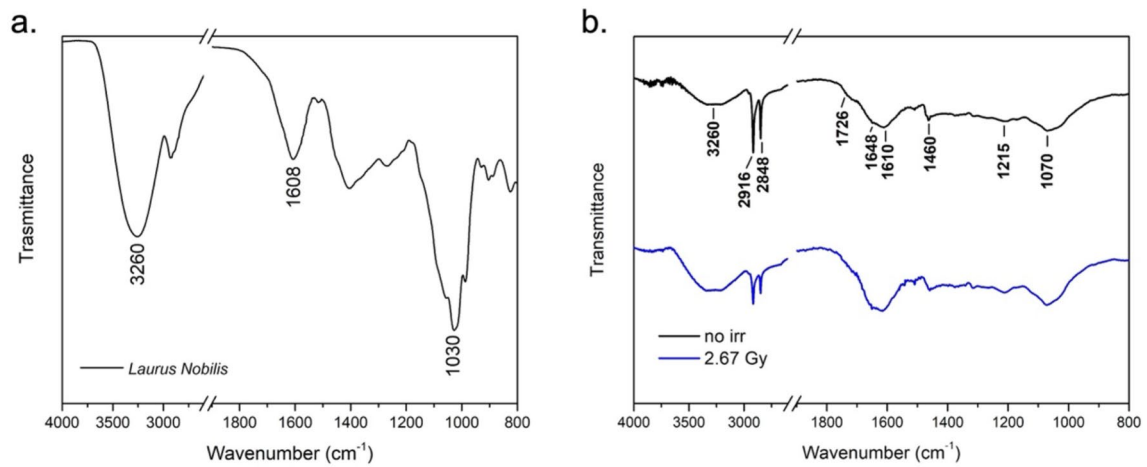 a.
Trasmittance
3260
1608
1030
Laurus Nobilis
4000 3500 3000 1800 1600 1400 1200 1000 800
Wavenumber (cm⁻¹)
b.
Transmittance
3260
2916
2848
1726
1648
1610
1460
1215
1070
no irr
2.67 Gy
4000 3500 3000 1800 1600 1400 1200 1000 800
Wavenumber (cm⁻¹)